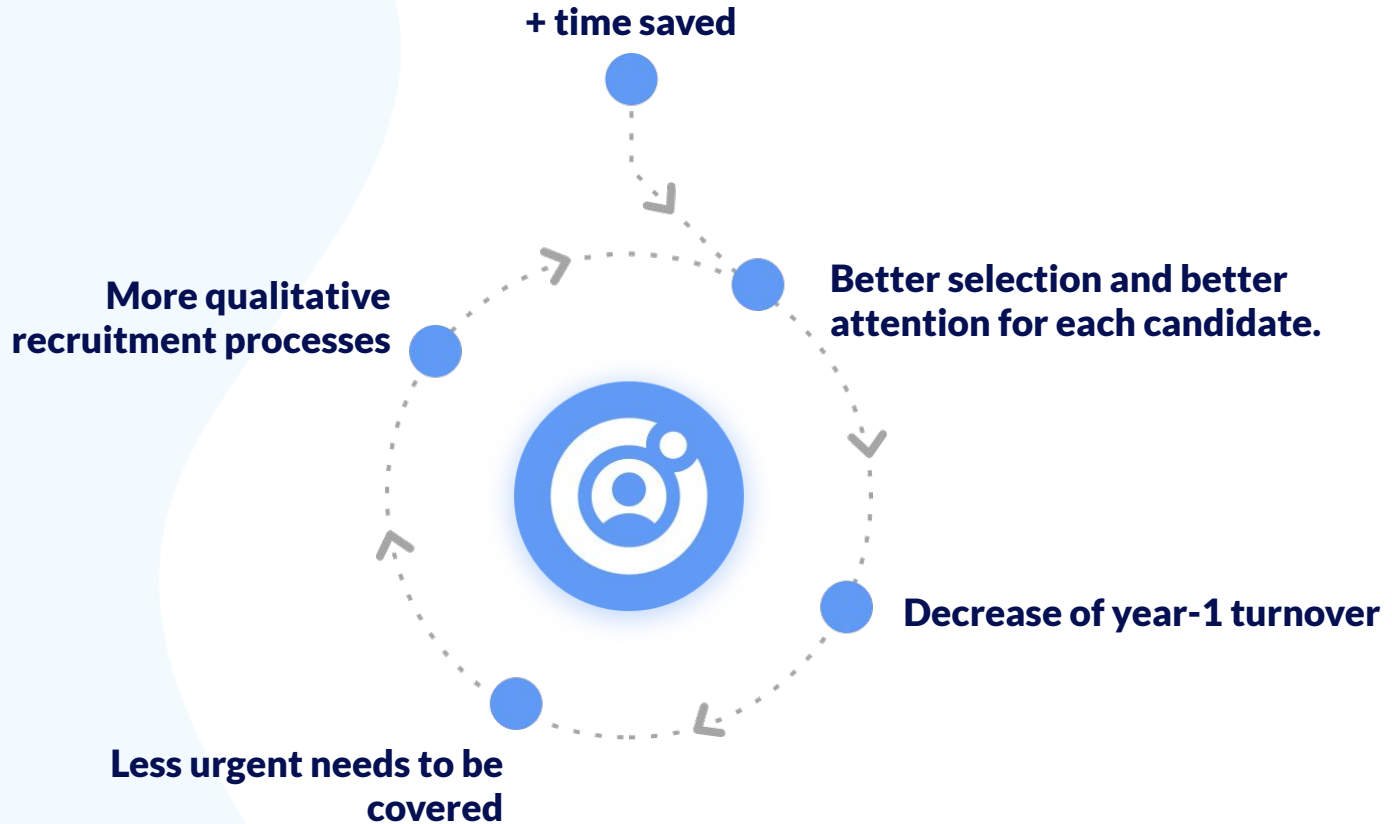 + time saved
Better selection and better
attention for each candidate.
Decrease of year-1 turnover
Less urgent needs to be
covered
More qualitative
recruitment processes